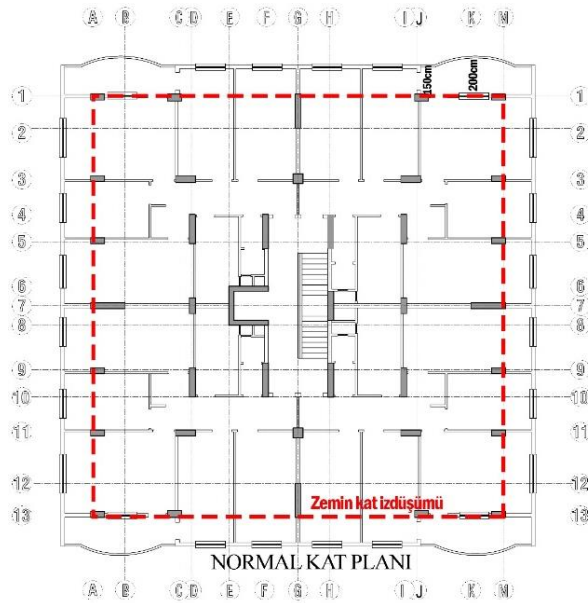 A B C D E F G H I J K M
150cm
200cm
1 1
2 2
3 3
4 4
5 5
6 6
7 7
8 8
9 9
10 10
11 11
12 12
13 13
Zemin kat izdüşümü
NORMAL KAT PLANI
A B C D E F G H I J K M